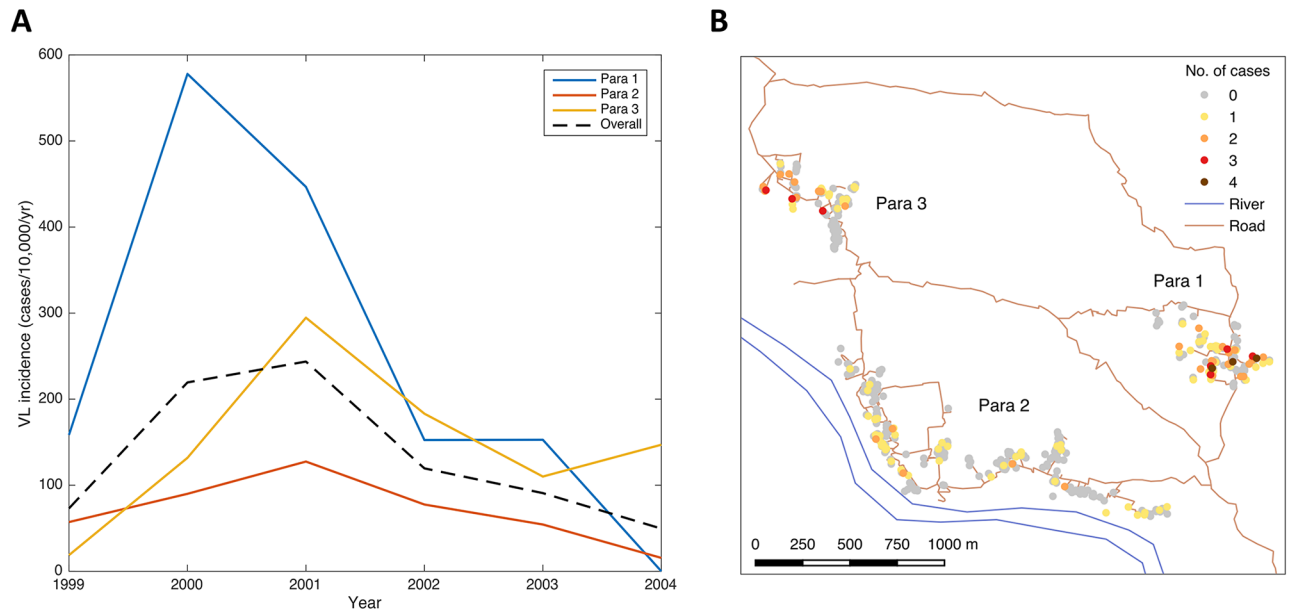 A
B
600
500
400
300
200
100
0
VL incidence (cases/10,000/yr)
1999
2000
2001
2002
2003
2004
Year
Para 1
Para 2
Para 3
Overall
No. of cases
0
1
2
3
4
River
Road
Para 3
Para 1
Para 2
0 250 500 750 1000 m